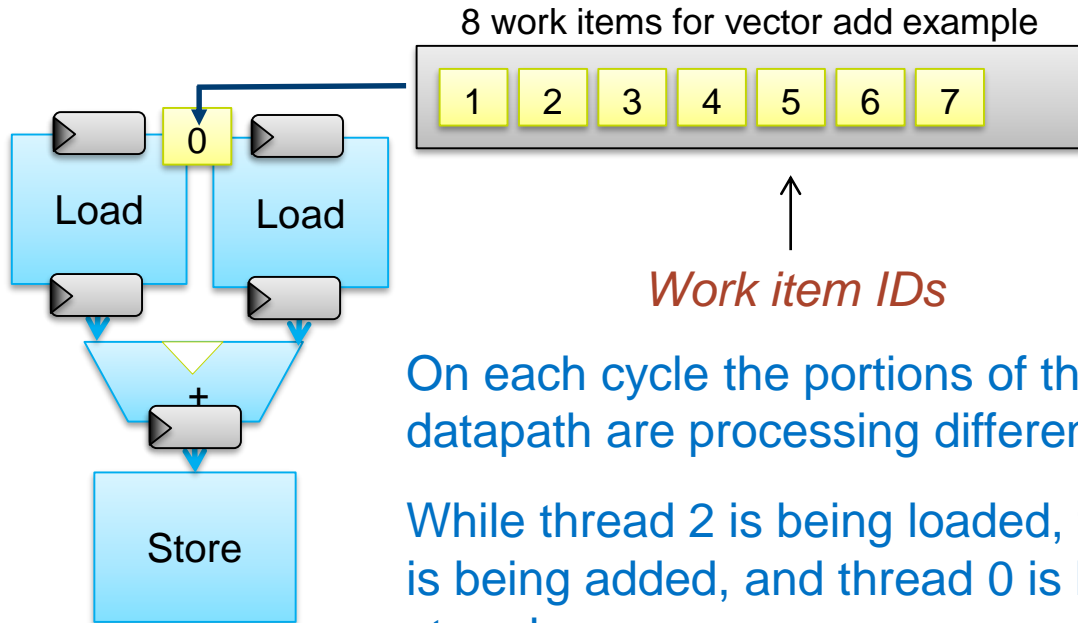 8 work items for vector add example
0
1 2 3 4 5 6 7
Load Load
Work item IDs
+
On each cycle the portions of
datapath are processing
Store
While thread 2 is being loaded,
is being added, and thread 0 is